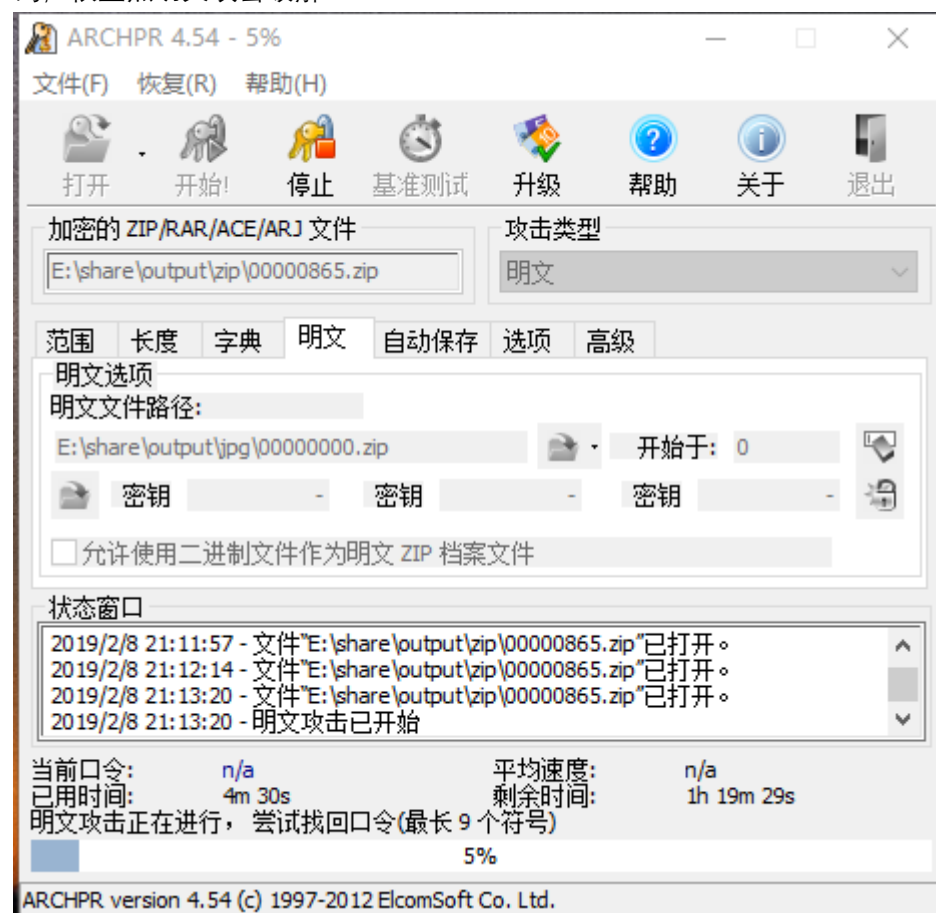 ARCHPR 4.54 - 5%
文件(F) 恢复(R) 帮助(H)
打开 开始! 停止 基准测试 升级 帮助 关于 退出
加密的 ZIP/RAR/ACE/ARJ 文件 攻击类型
E:\share\output\zip\00000865.zip 明文
范围 长度 字典 明文 自动保存 选项 高级
明文选项
明文文件路径:
E:\share\output\jpg\00000000.zip 开始于: 0
密钥 - 密钥 - 密钥 -
允许使用二进制文件作为明文 ZIP 档案文件
状态窗口
2019/2/8 21:11:57 - 文件"E:\share\output\zip\00000865.zip"已打开。
2019/2/8 21:12:14 - 文件"E:\share\output\zip\00000865.zip"已打开。
2019/2/8 21:13:20 - 文件"E:\share\output\zip\00000865.zip"已打开。
2019/2/8 21:13:20 - 明文攻击已开始
当前口令: n/a 平均速度: n/a
已用时间: 4m 30s 剩余时间: 1h 19m 29s
明文攻击正在进行，尝试找回口令(最长 9 个符号)
5%
ARCHPR version 4.54 (c) 1997-2012 ElcomSoft Co. Ltd.